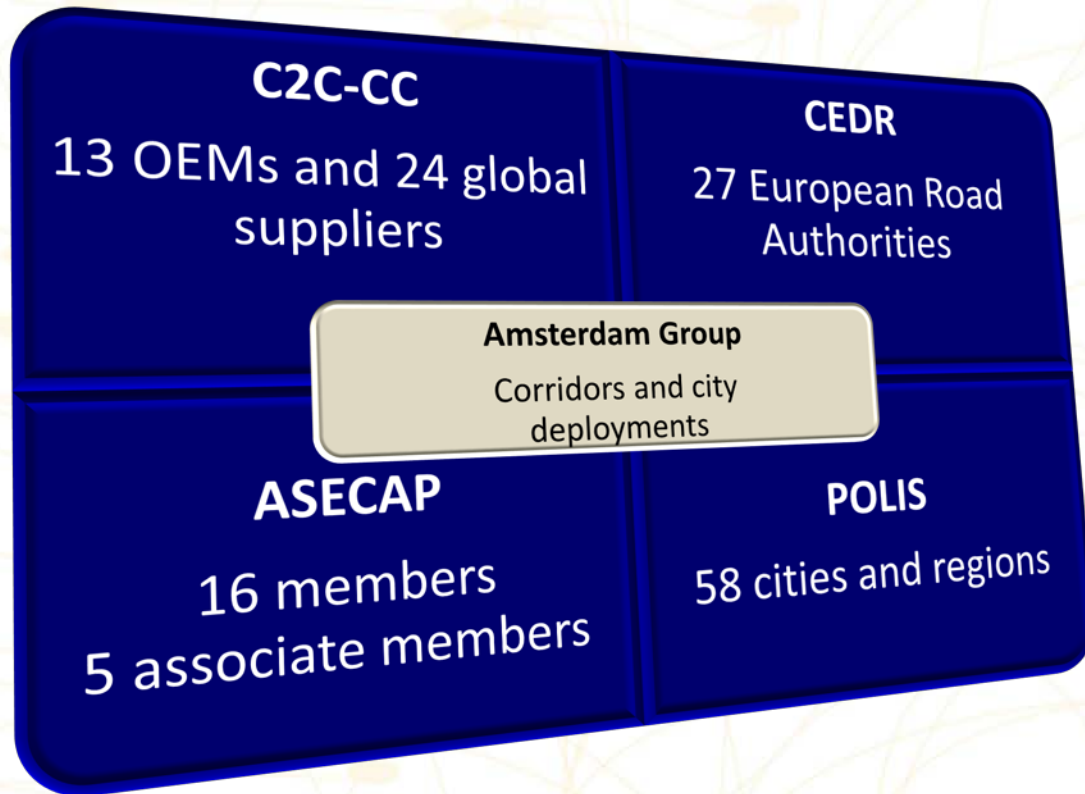 C2C-CC
13 OEMs and 24 global
suppliers
CEDR
27 European Road
Authorities
Amsterdam Group
Corridors and city
deployments
ASECAP
16 members
5 associate members
POLIS
58 cities and regions